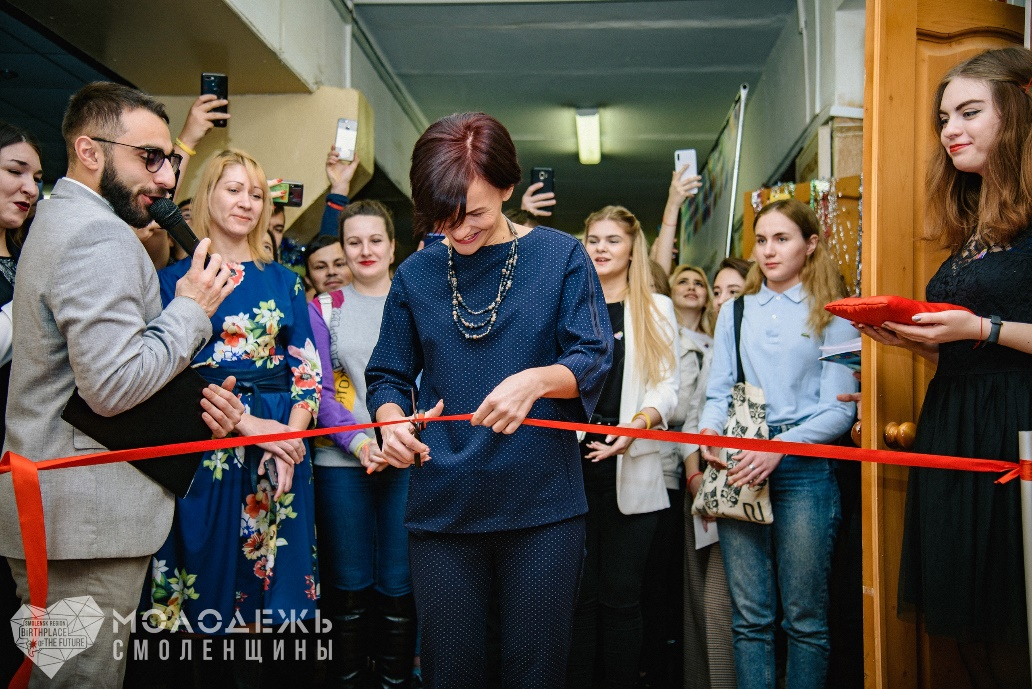 SMOLENSK REGION
BIRTHPLACE
OF THE FUTURE
МОЛОДЕЖЬ
СМОЛЕНЩИНЫ